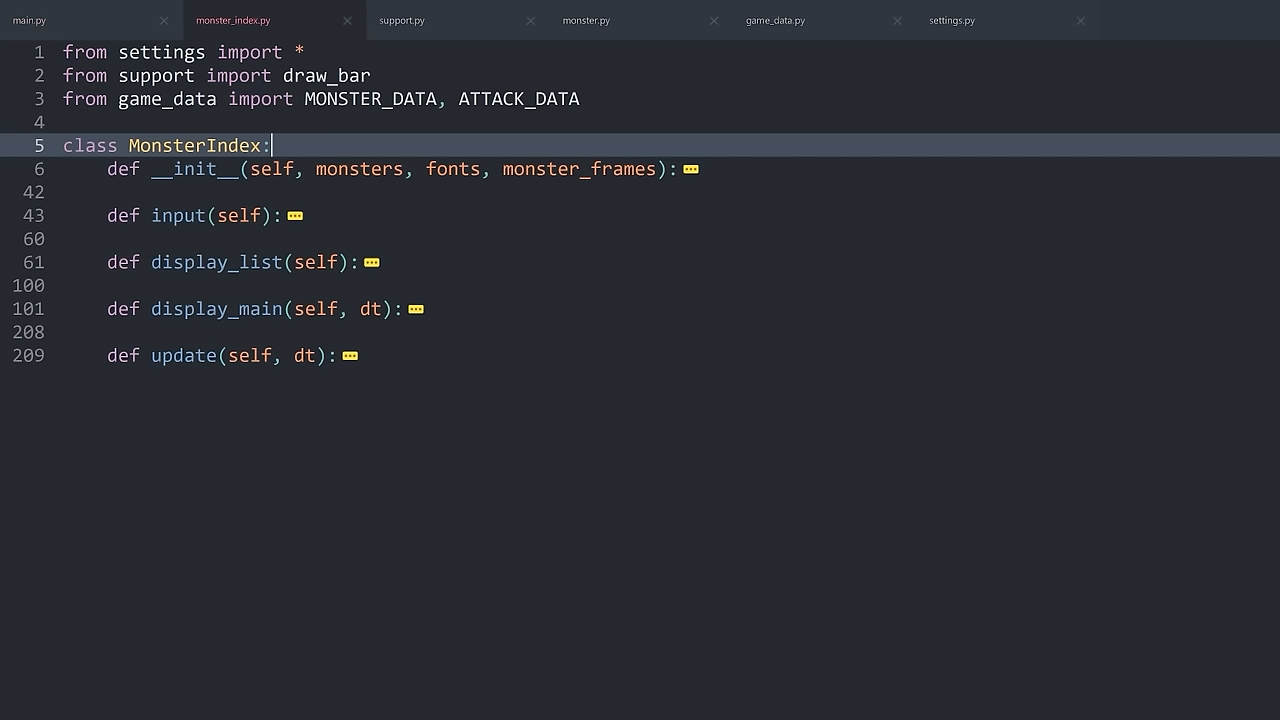 main.py × monster_index.py × support.py × monster.py × game_data.py × settings.py ×
1 from settings import *
2 from support import draw_bar
3 from game_data import MONSTER_DATA, ATTACK_DATA
4
5 class MonsterIndex:
6 def __init__(self, monsters, fonts, monster_frames): ···
42
43 def input(self): ···
60
61 def display_list(self): ···
100
101 def display_main(self, dt): ···
208
209 def update(self, dt): ···